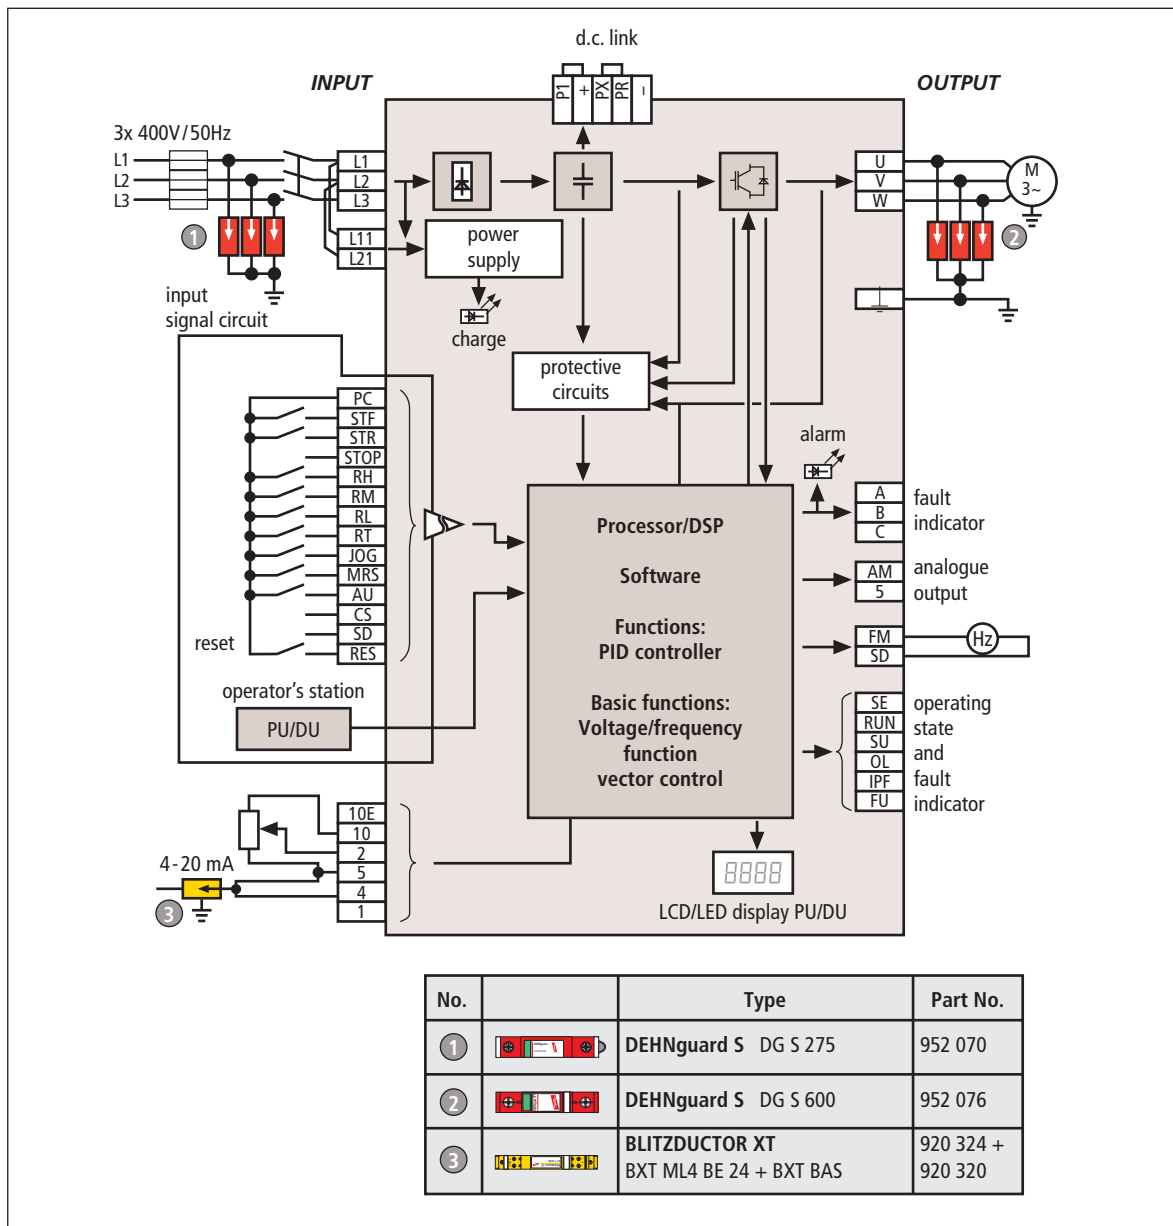 d.c. link
INPUT
OUTPUT
P1
+
PX
PR
–
3x 400V/50Hz
L1
L2
L3
L1
L2
L3
L11
L21
1
power
supply
charge
U
V
W
M
3~
2
input
signal circuit
protective
circuits
PC
STF
STR
STOP
RH
RM
RL
RT
JOG
MRS
AU
CS
SD
RES
reset
operator's station
PU/DU
Processor/DSP
Software
Functions:
PID controller
Basic functions:
Voltage/frequency
function
vector control
alarm
A
B
C
fault
indicator
AM
5
analogue
output
FM
SD
Hz
SE
RUN
SU
OL
IPF
FU
operating
state
and
fault
indicator
10E
10
2
5
4
1
4-20 mA
3
8888
LCD/LED display PU/DU
No. Type Part No.
1 DEHNguard S DG S 275 952 070
2 DEHNguard S DG S 600 952 076
3 BLITZDUCTOR XT 920 324 +
BXT ML4 BE 24 + BXT BAS 920 320